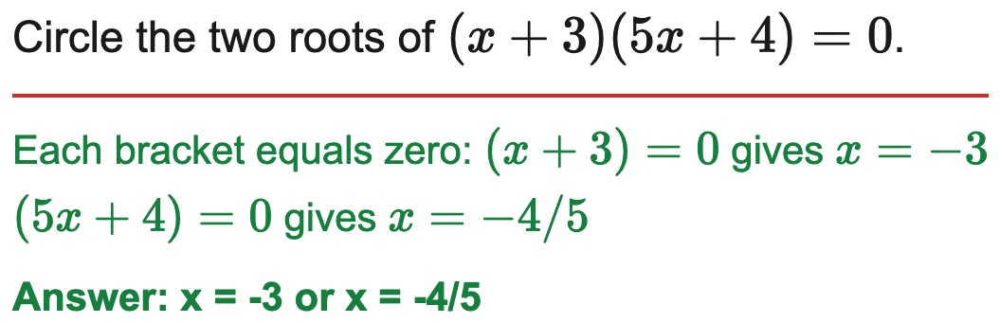 Circle the two roots of (x + 3)(5x + 4) = 0.
Each bracket equals zero: (x + 3) = 0 gives x = −3
(5x + 4) = 0 gives x = −4/5
Answer: x = -3 or x = -4/5